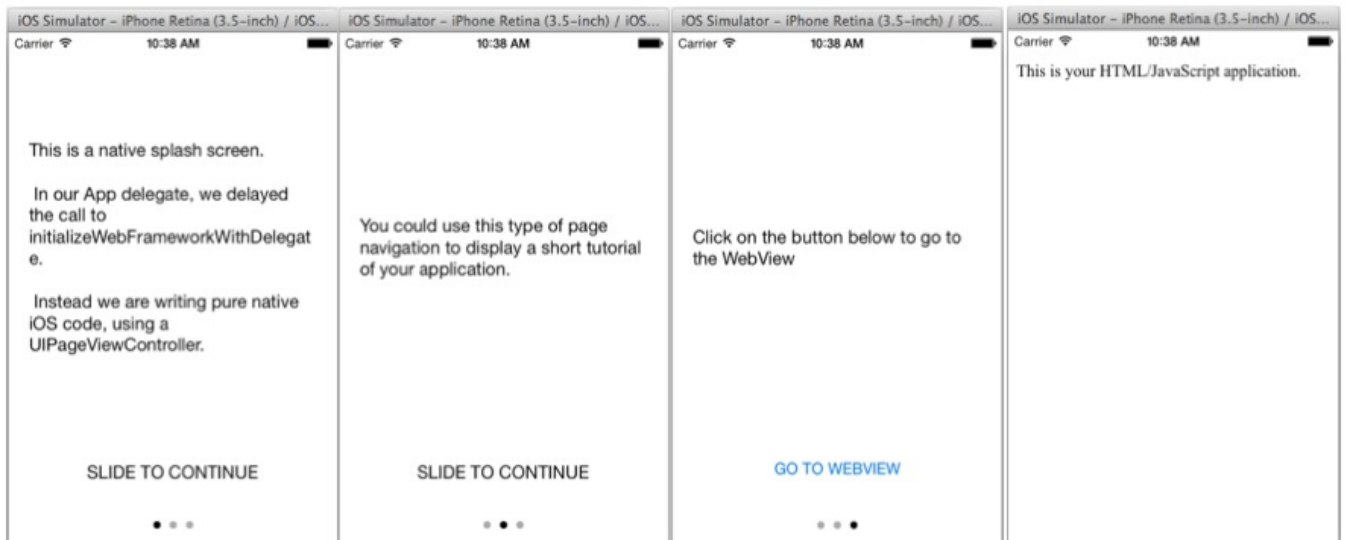 iOS Simulator – iPhone Retina (3.5-inch) / iOS...
Carrier
10:38 AM
This is a native splash screen.
In our App delegate, we delayed
the call to
initializeWebFrameworkWithDelegat
e.
Instead we are writing pure native
iOS code, using a
UIPageViewController.
SLIDE TO CONTINUE
iOS Simulator – iPhone Retina (3.5-inch) / iOS...
Carrier
10:38 AM
You could use this type of page
navigation to display a short tutorial
of your application.
SLIDE TO CONTINUE
iOS Simulator – iPhone Retina (3.5-inch) / iOS...
Carrier
10:38 AM
Click on the button below to go to
the WebView
GO TO WEBVIEW
iOS Simulator – iPhone Retina (3.5-inch) / iOS...
Carrier
10:38 AM
This is your HTML/JavaScript application.